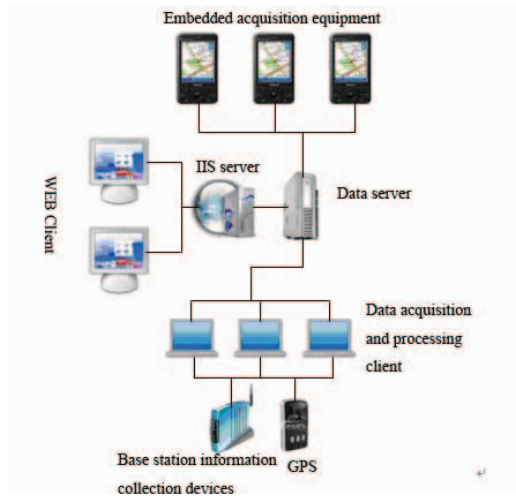 Embedded acquisition equipment
IIS server
Data server
WEB Client
Data acquisition
and processing
client
Base station information
collection devices
GPS